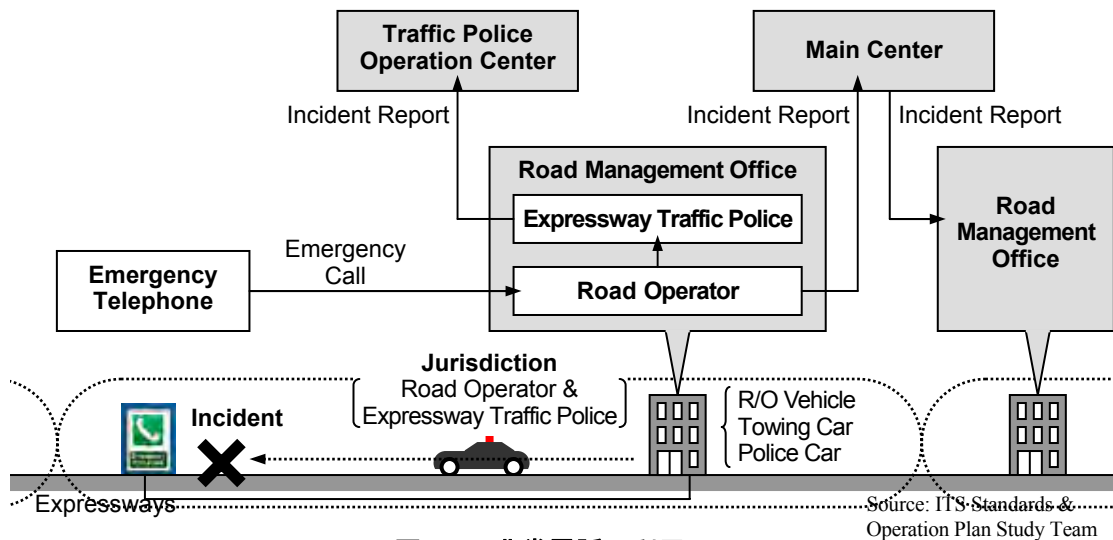 Traffic Police
Operation Center
Main Center
Incident Report
Incident Report
Incident Report
Road Management Office
Expressway Traffic Police
Road Operator
Road
Management
Office
Emergency
Telephone
Emergency
Call
Jurisdiction
Road Operator &
Expressway Traffic Police
Incident
R/O Vehicle
Towing Car
Police Car
Expressways
Source: ITS Standards &
Operation Plan Study Team